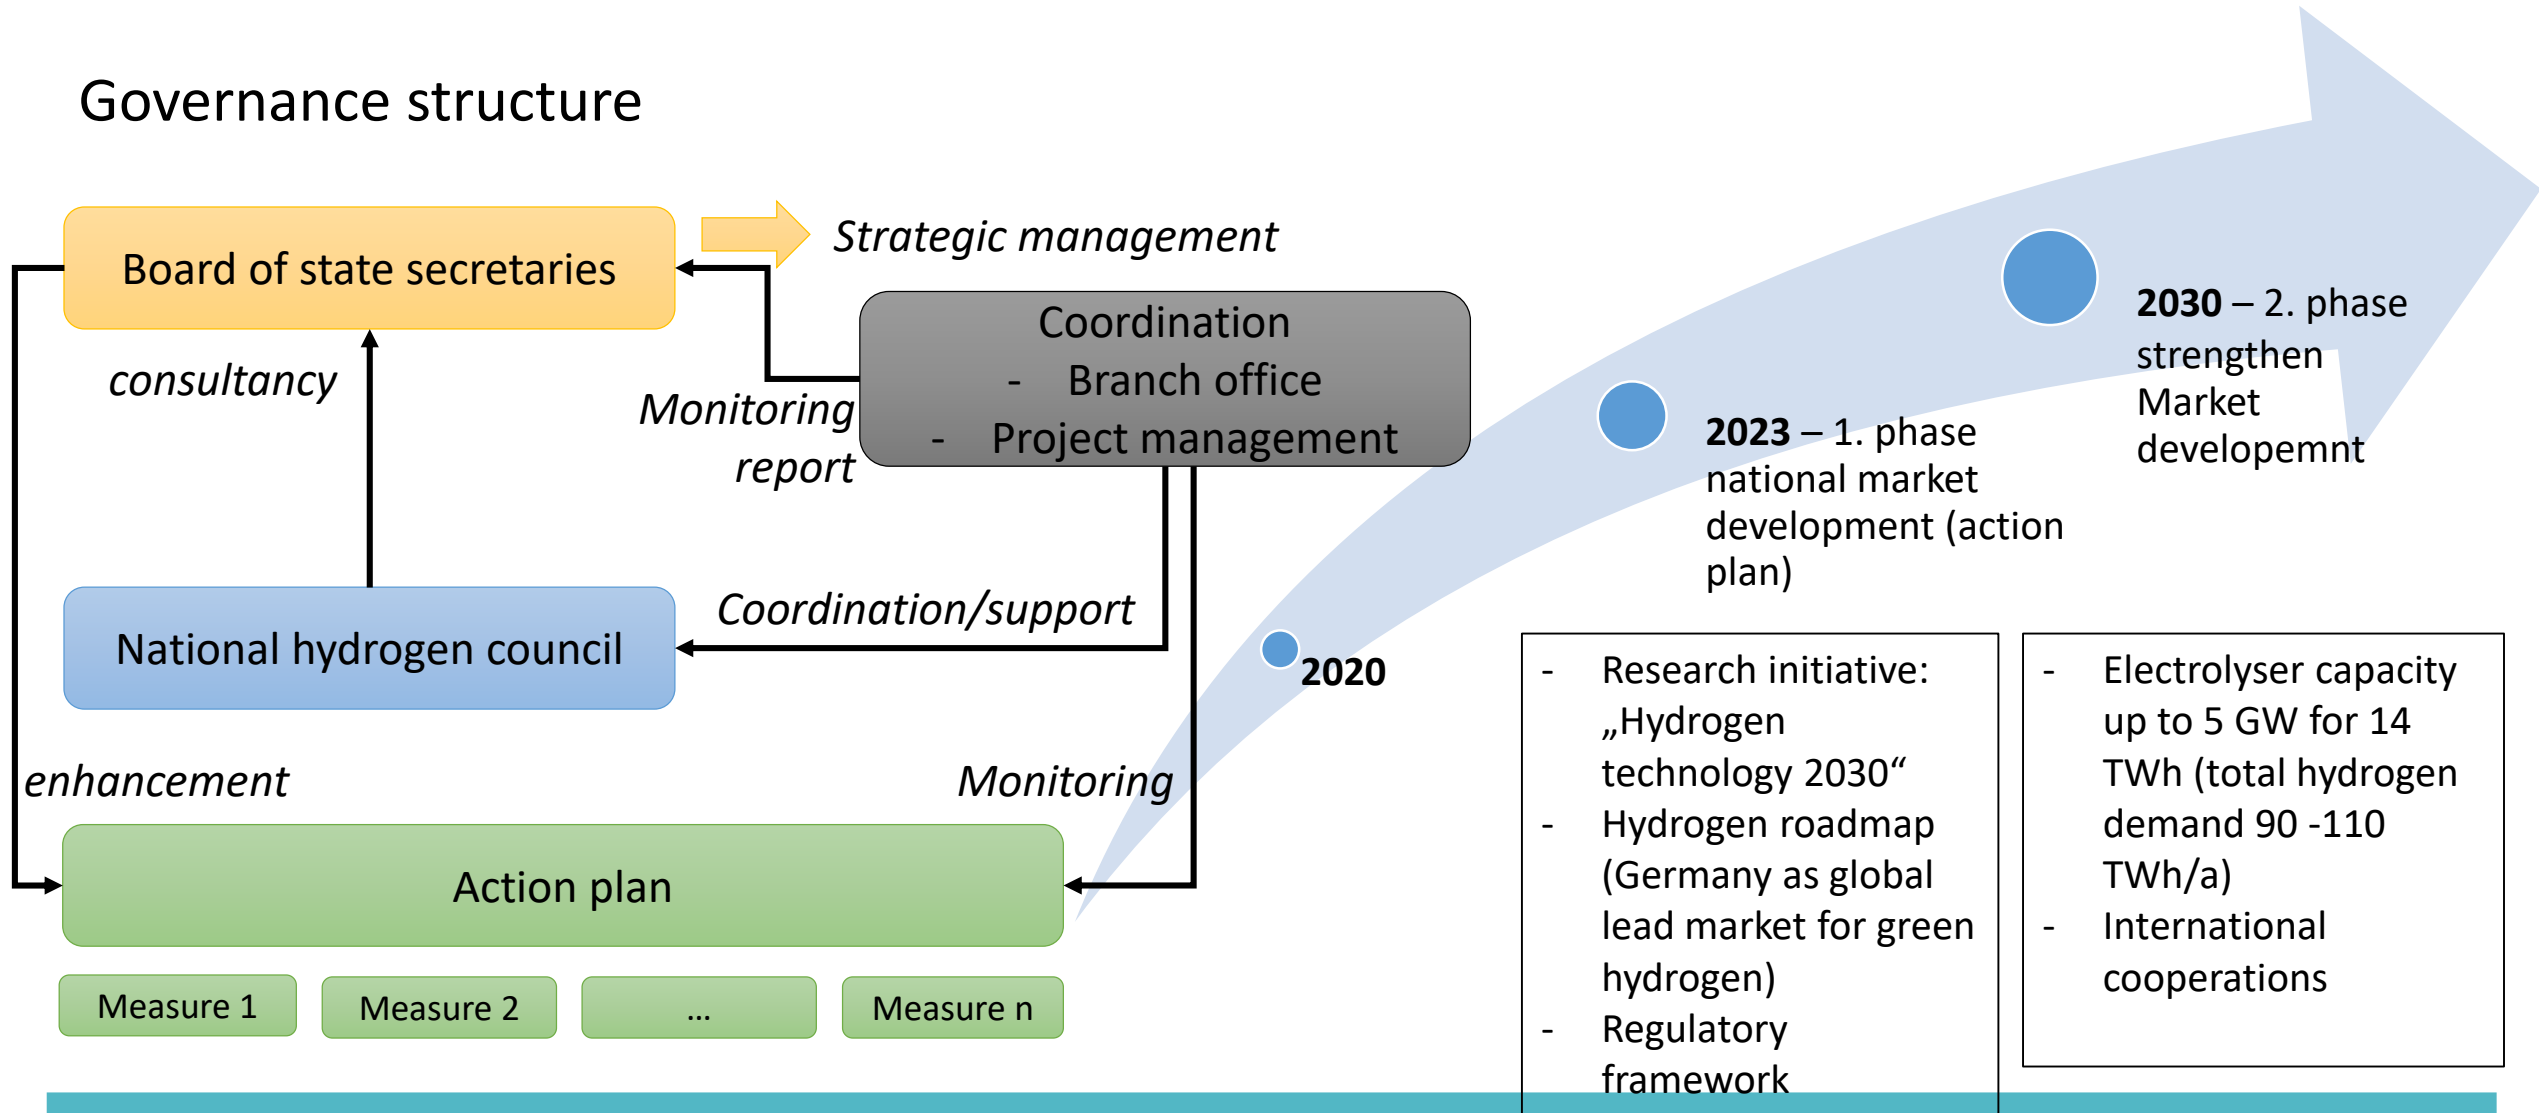 Governance structure
Board of state secretaries
Strategic management
Coordination
- Branch office
- Project management
consultancy
Monitoring
report
National hydrogen council
Coordination/support
enhancement
Monitoring
Action plan
Measure 1
Measure 2
...
Measure n
2020
2023 – 1. phase
national market
development (action
plan)
2030 – 2. phase
strengthen
Market
developemnt
- Research initiative:
„Hydrogen
technology 2030“
- Hydrogen roadmap
(Germany as global
lead market for green
hydrogen)
- Regulatory
framework
- Electrolyser capacity
up to 5 GW for 14
TWh (total hydrogen
demand 90 -110
TWh/a)
- International
cooperations